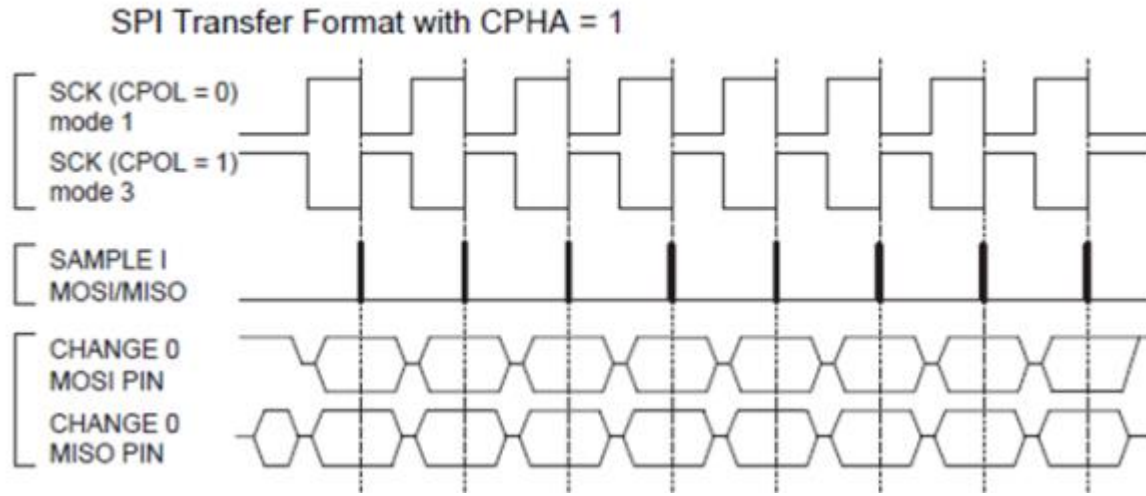 SPI Transfer Format with CPHA = 1
SCK (CPOL = 0)
mode 1
SCK (CPOL = 1)
mode 3
SAMPLE I
MOSI/MISO
CHANGE 0
MOSI PIN
CHANGE 0
MISO PIN